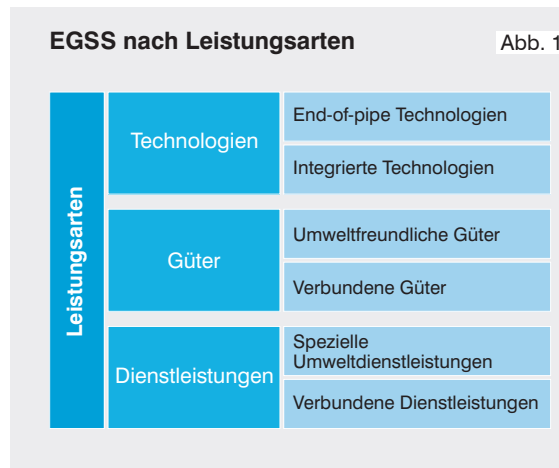 EGSS nach Leistungsarten
Abb. 1
Leistungsarten
Technologien
End-of-pipe Technologien
Integrierte Technologien
Güter
Umweltfreundliche Güter
Verbundene Güter
Dienstleistungen
Spezielle
Umweltdienstleistungen
Verbundene Dienstleistungen